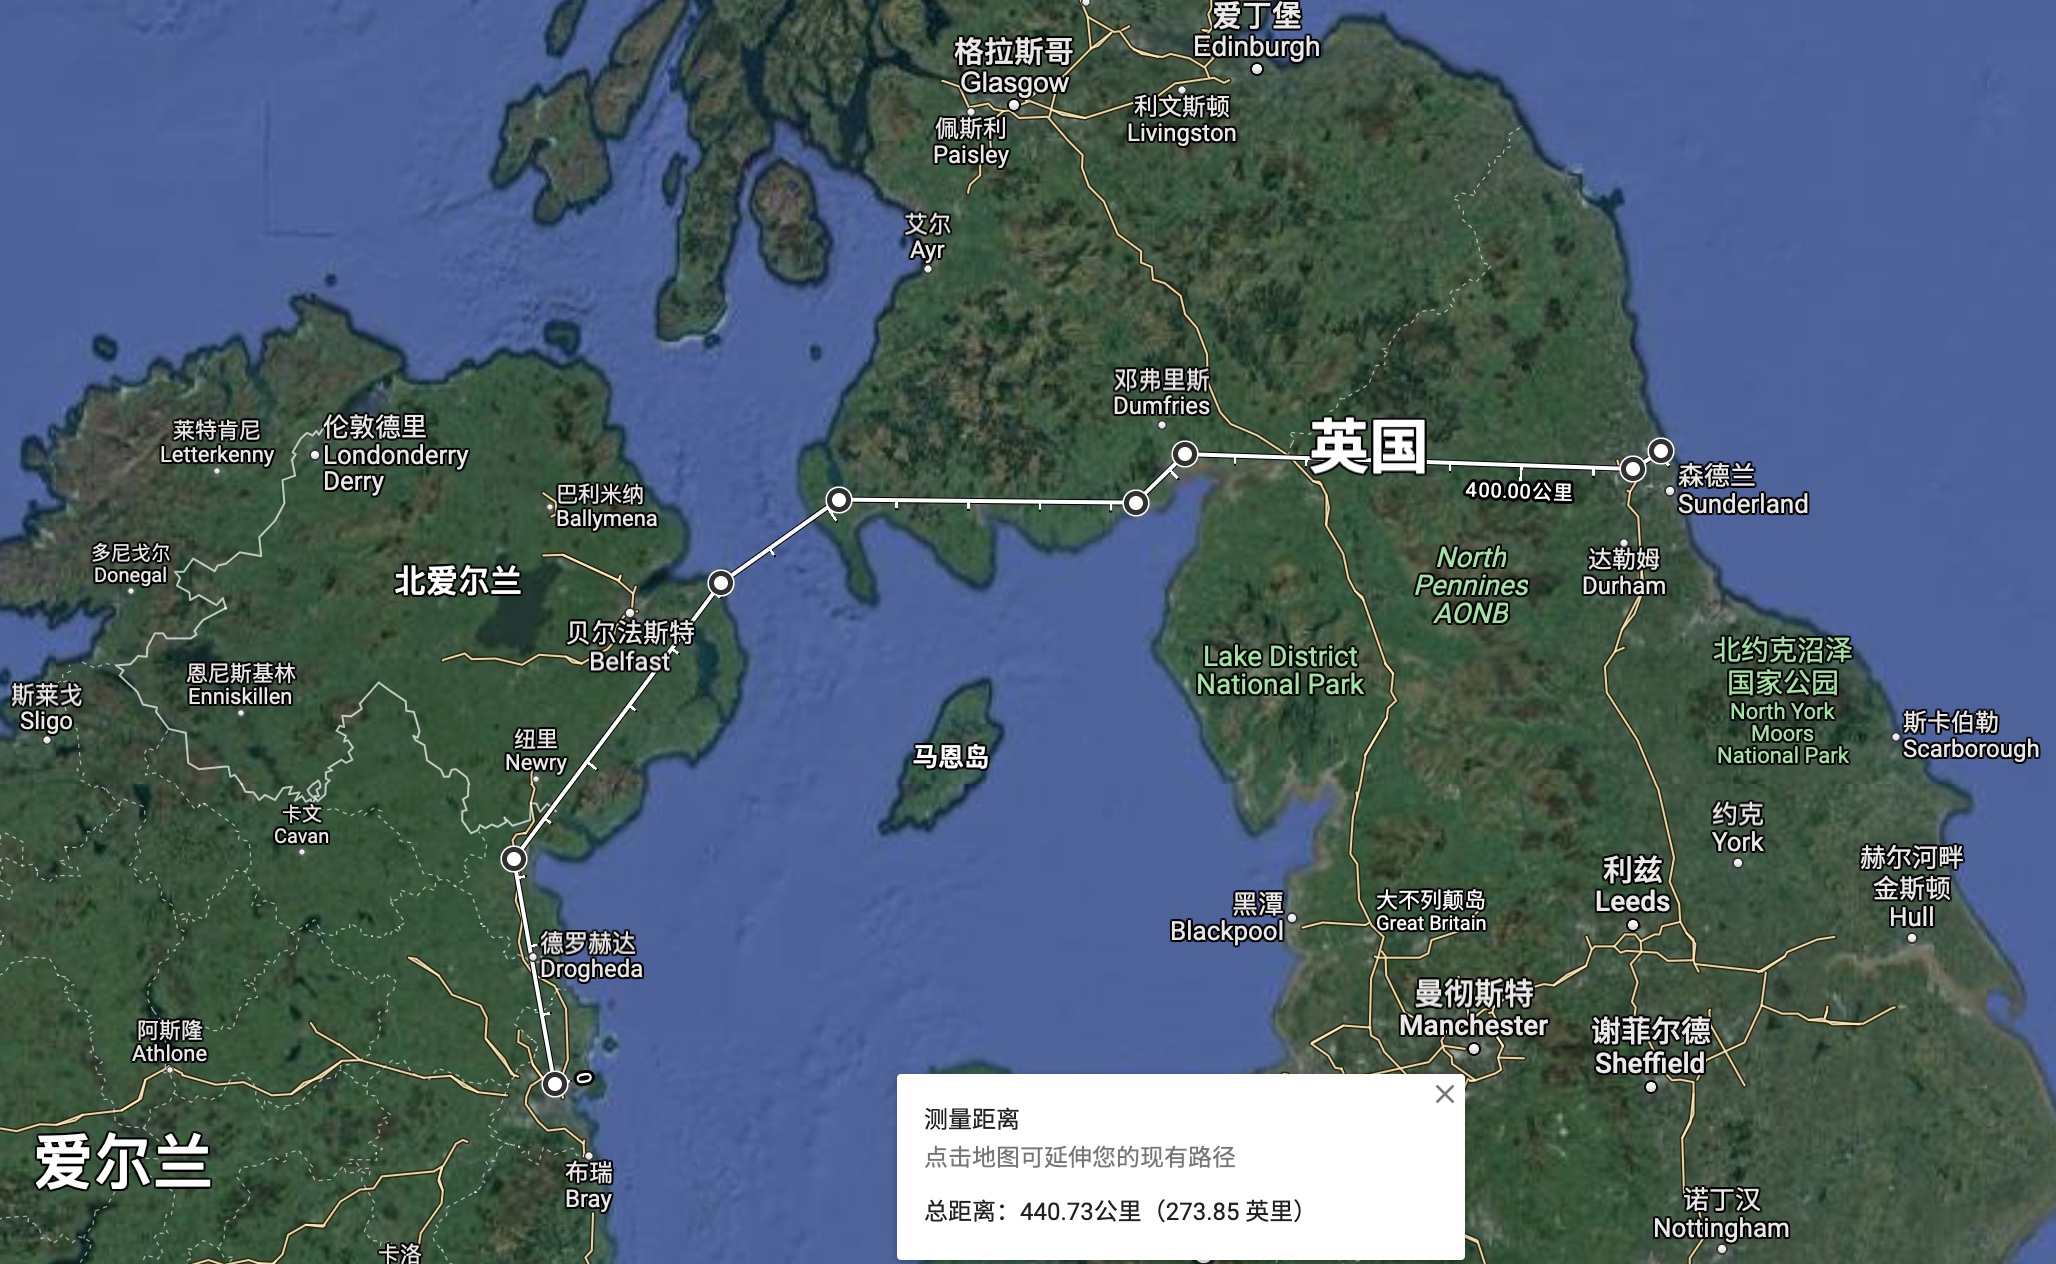 爱丁堡
Edinburgh
格拉斯哥
Glasgow
利文斯顿
Livingston
佩斯利
Paisley
艾尔
Ayr
邓弗里斯
Dumfries
莱特肯尼
Letterkenny
伦敦德里
Londonderry
Derry
英国
巴利米纳
Ballymena
400.00公里
森德兰
Sunderland
多尼戈尔
Donegal
北爱尔兰
North
Pennines
AONB
达勒姆
Durham
贝尔法斯特
Belfast
Lake District
National Park
北约克沼泽
国家公园
North York
Moors
National Park
恩尼斯基林
Enniskillen
斯莱戈
Sligo
斯卡伯勒
Scarborough
纽里
Newry
马恩岛
卡文
Cavan
约克
York
赫尔河畔
金斯顿
Hull
利兹
Leeds
黑潭
Blackpool
大不列颠岛
Great Britain
德罗赫达
Drogheda
曼彻斯特
Manchester
谢菲尔德
Sheffield
阿斯隆
Athlone
0
爱尔兰
布瑞
Bray
诺丁汉
Nottingham
卡洛
测量距离
点击地图可延伸您的现有路径
总距离：440.73公里（273.85 英里）